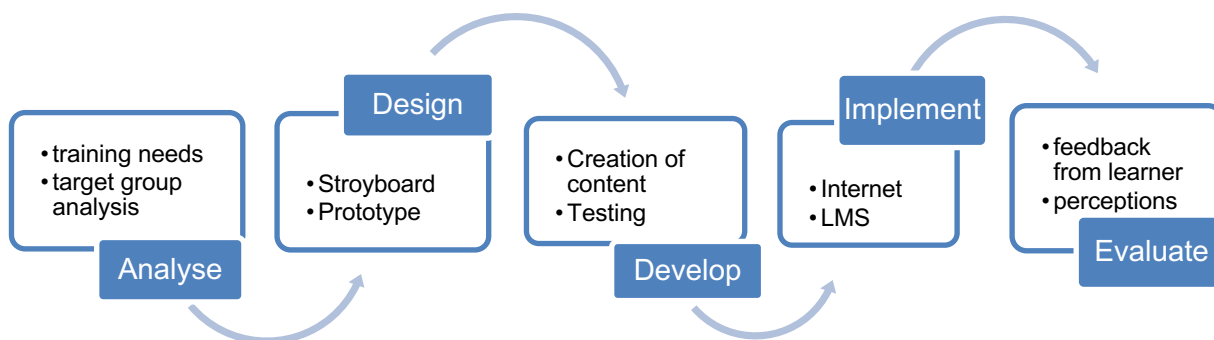 • training needs
• target group
analysis
Analyse
Design
• Stroyboard
• Prototype
• Creation of
content
• Testing
Develop
Implement
• Internet
• LMS
• feedback
from learner
• perceptions
Evaluate